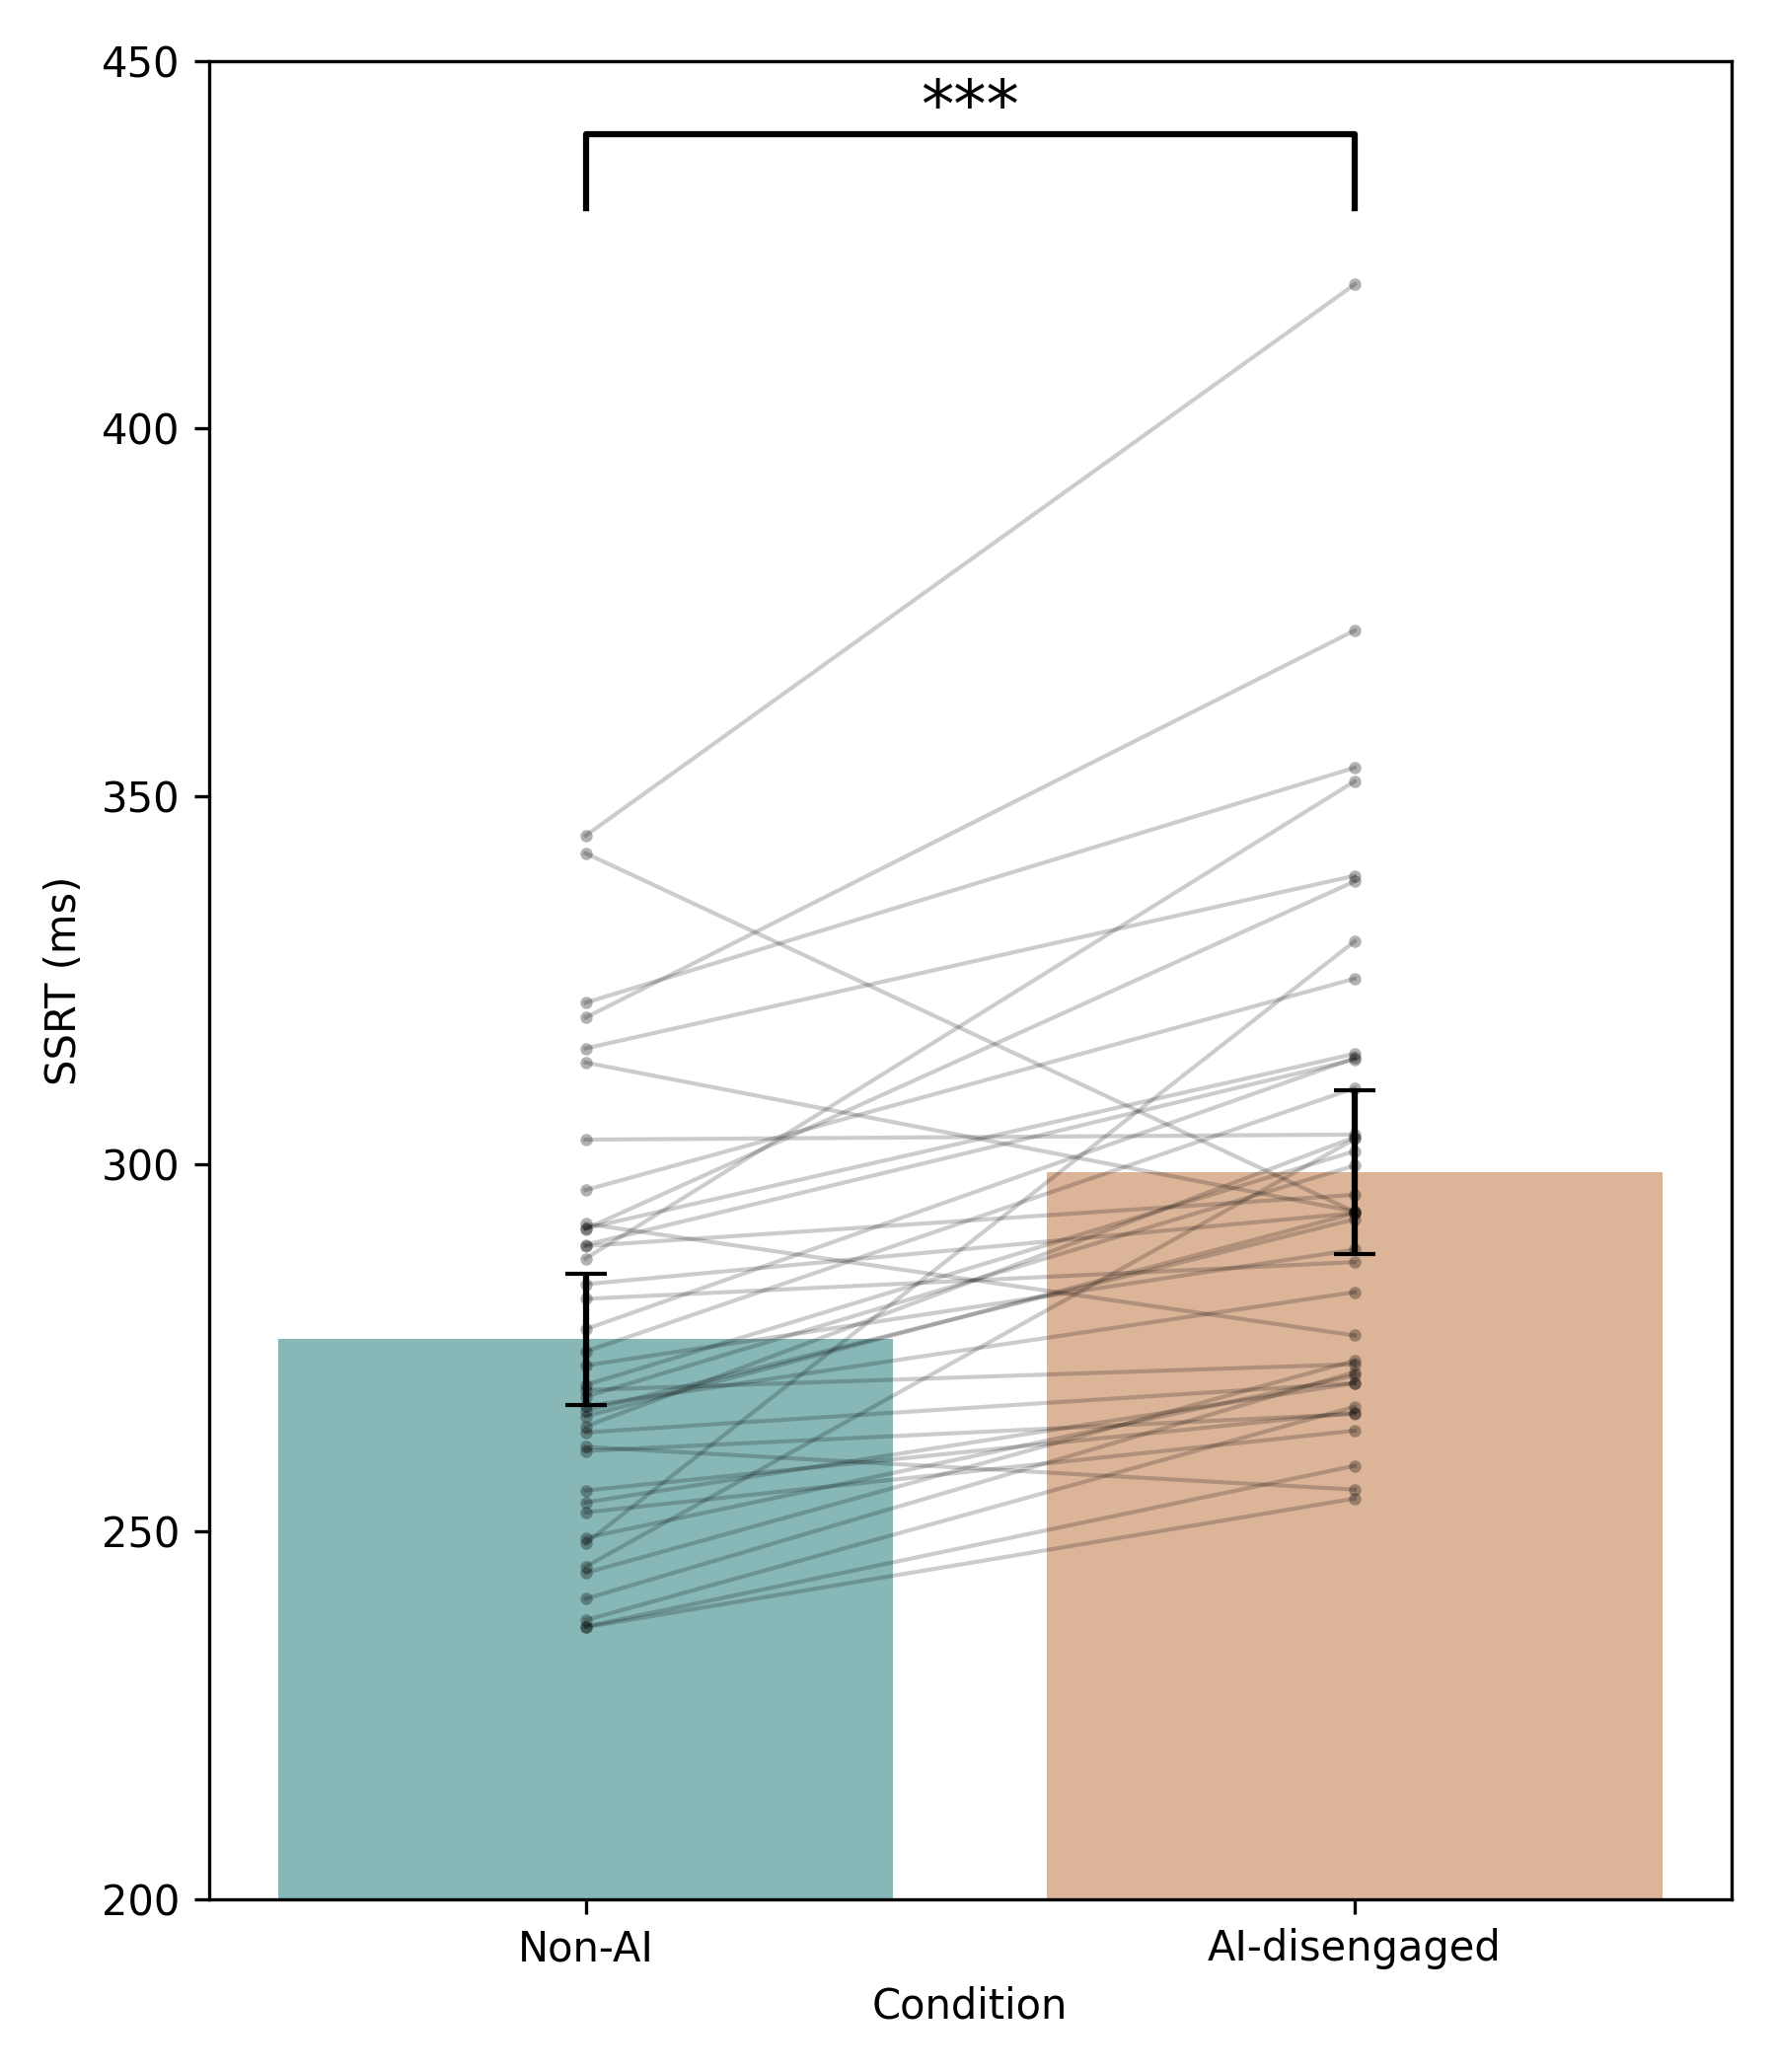 450
***
400
350
SSRT (ms)
300
250
200
Non-AI AI-disengaged
Condition